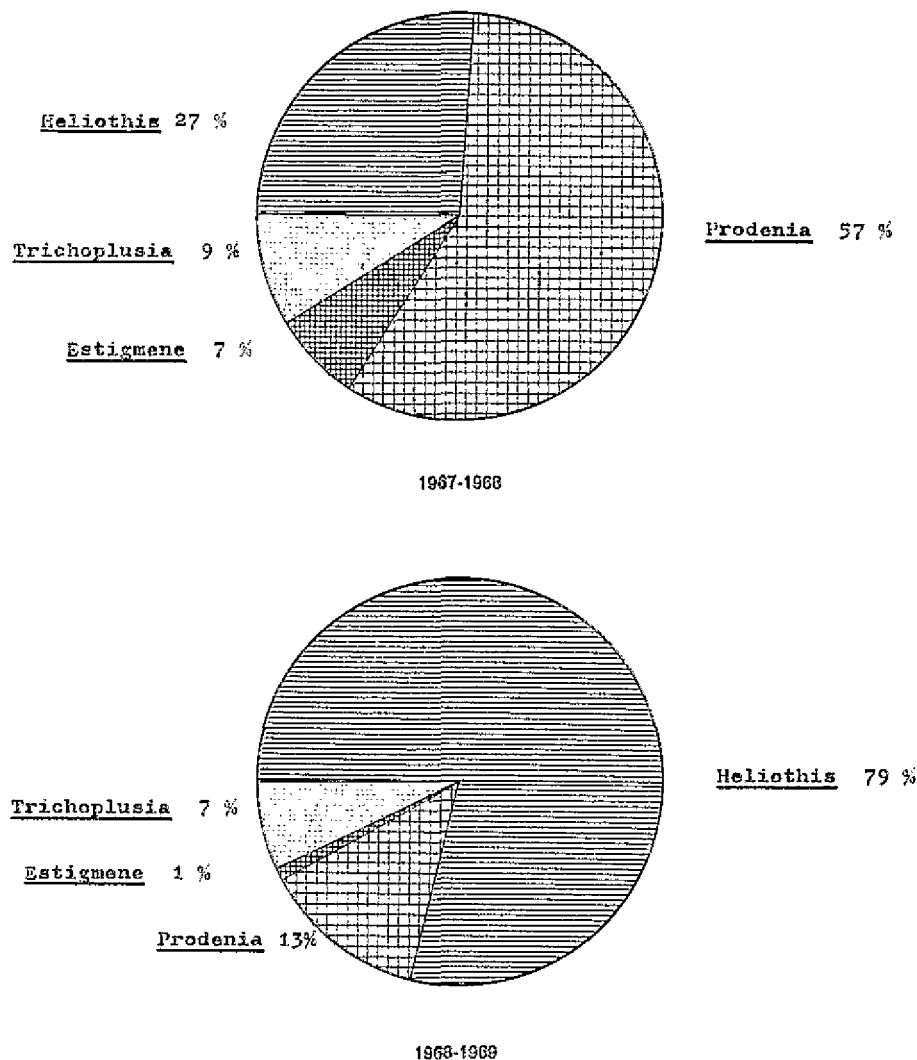 Heliothis 27 %
Prodenia 57 %
Trichoplusia 9 %
Estigmene 7 %
1967-1968
Heliothis 79 %
Trichoplusia 7 %
Estigmene 1 %
Prodenia 13%
1968-1969